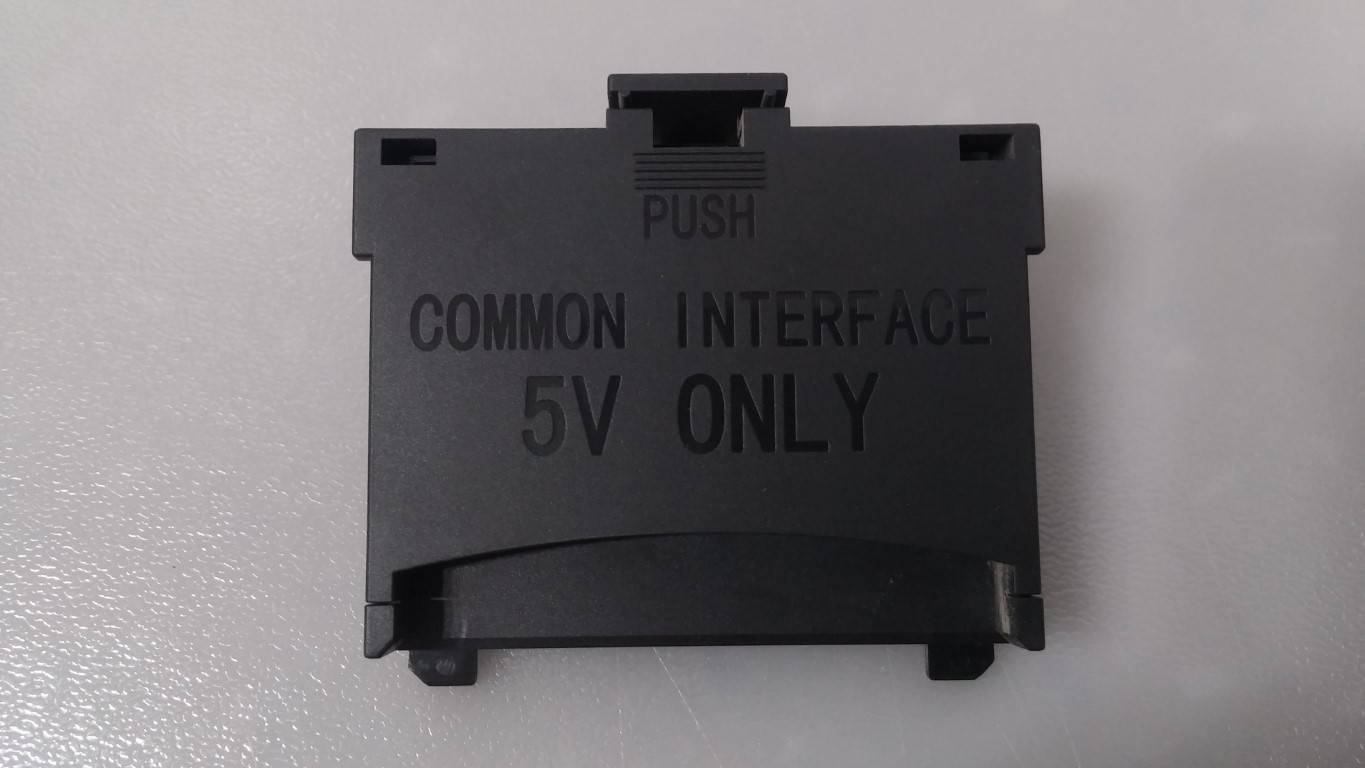 PUSH
COMMON INTERFACE
5V ONLY